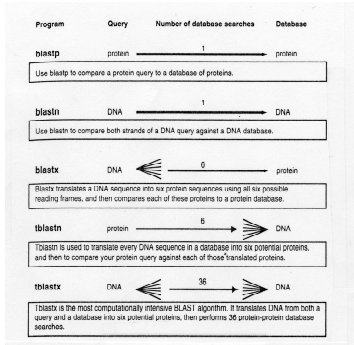 Program Query Number of database searches Database
1
blastp protein protein
Use blastp to compare a protein query to a database of proteins.
1
blastn DNA DNA
Use blastn to compare both strands of a DNA query against a DNA database.
6
blastx DNA protein
Blastx translates a DNA sequence into six protein sequences using all six possible
reading frames, and then compares each of these proteins to a protein database.
6
tblastn protein DNA
Tblastn is used to translate every DNA sequence in a database into six potential proteins,
and then to compare your protein query against each of those translated proteins.
36
tblastx DNA DNA
Tblastx is the most computationally intensive BLAST algorithm. It translates DNA from both a
query and a database into six potential proteins, then performs 36 protein-protein database
searches.